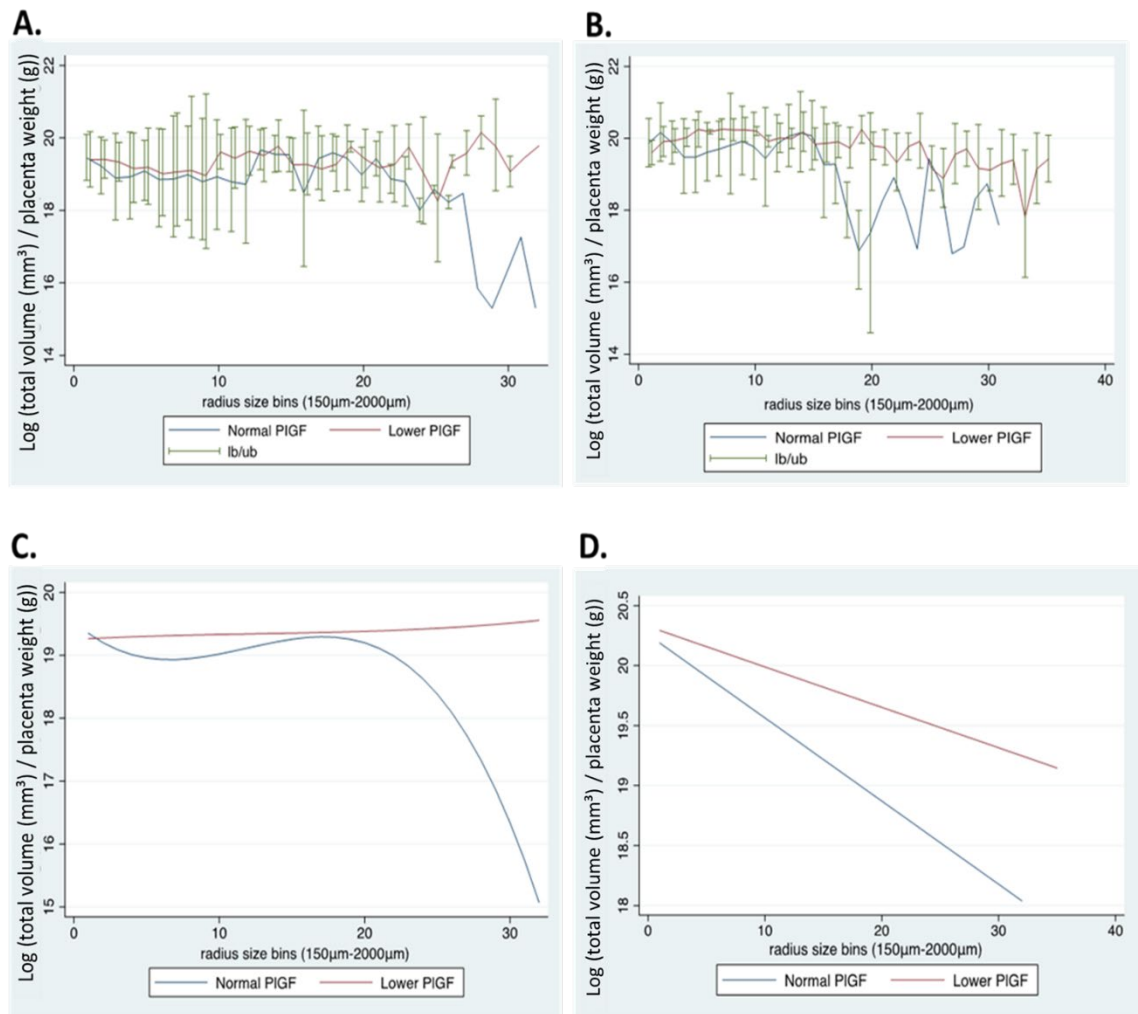 A.
Log (total volume (mm³) / placenta weight (g))
22
20
18
16
14
0 10 20 30
radius size bins (150μm-2000μm)
Normal PlGF Lower PlGF
lb/ub
B.
Log (total volume (mm³) / placenta weight (g))
22
20
18
16
14
0 10 20 30 40
radius size bins (150μm-2000μm)
Normal PlGF Lower PlGF
lb/ub
C.
Log (total volume (mm³) / placenta weight (g))
20
19
18
17
16
15
0 10 20 30
radius size bins (150μm-2000μm)
Normal PlGF Lower PlGF
D.
Log (total volume (mm³) / placenta weight (g))
20.5
20
19.5
19
18.5
18
0 10 20 30 40
radius size bins (150μm-2000μm)
Normal PlGF Lower PlGF